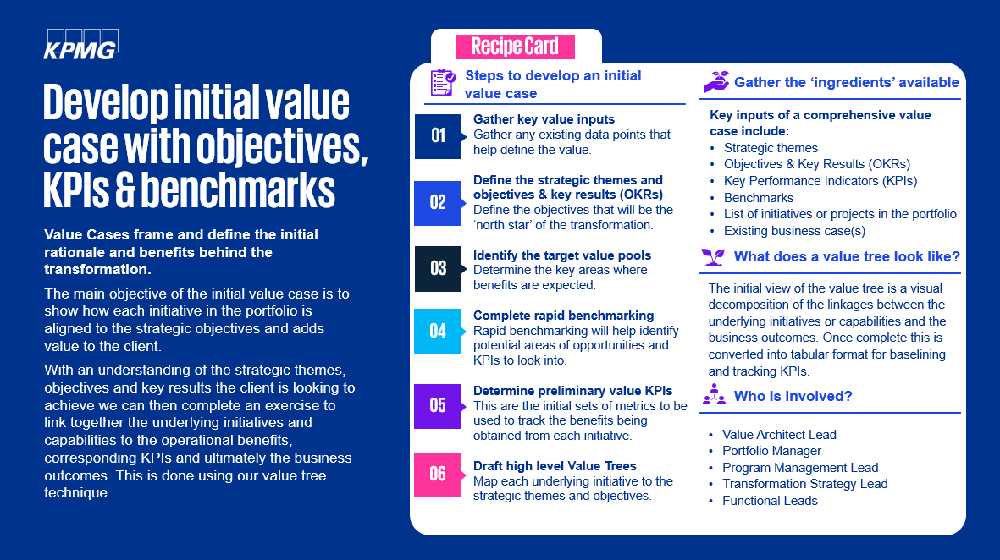 KPMG
Develop initial value
case with objectives,
KPIs & benchmarks
Value Cases frame and define the initial
rationale and benefits behind the
transformation.
The main objective of the initial value case is to
show how each initiative in the portfolio is
aligned to the strategic objectives and adds
value to the client.
With an understanding of the strategic themes,
objectives and key results the client is looking to
achieve we can then complete an exercise to
link together the underlying initiatives and
capabilities to the operational benefits,
corresponding KPIs and ultimately the business
outcomes. This is done using our value tree
technique.
Recipe Card
Steps to develop an initial
value case
01
Gather key value inputs
Gather any existing data points that
help define the value.
02
Define the strategic themes and
objectives & key results (OKRs)
Define the objectives that will be the
‘north star’ of the transformation.
03
Identify the target value pools
Determine the key areas where
benefits are expected.
04
Complete rapid benchmarking
Rapid benchmarking will help identify
potential areas of opportunities and
KPIs to look into.
05
Determine preliminary value KPIs
This are the initial sets of metrics to be
used to track the benefits being
obtained from each initiative.
06
Draft high level Value Trees
Map each underlying initiative to the
strategic themes and objectives.
Gather the ‘ingredients’ available
Key inputs of a comprehensive value
case include:
• Strategic themes
• Objectives & Key Results (OKRs)
• Key Performance Indicators (KPIs)
• Benchmarks
• List of initiatives or projects in the portfolio
• Existing business case(s)
What does a value tree look like?
The initial view of the value tree is a visual
decomposition of the linkages between the
underlying initiatives or capabilities and the
business outcomes. Once complete this is
converted into tabular format for baselining
and tracking KPIs.
Who is involved?
• Value Architect Lead
• Portfolio Manager
• Program Management Lead
• Transformation Strategy Lead
• Functional Leads